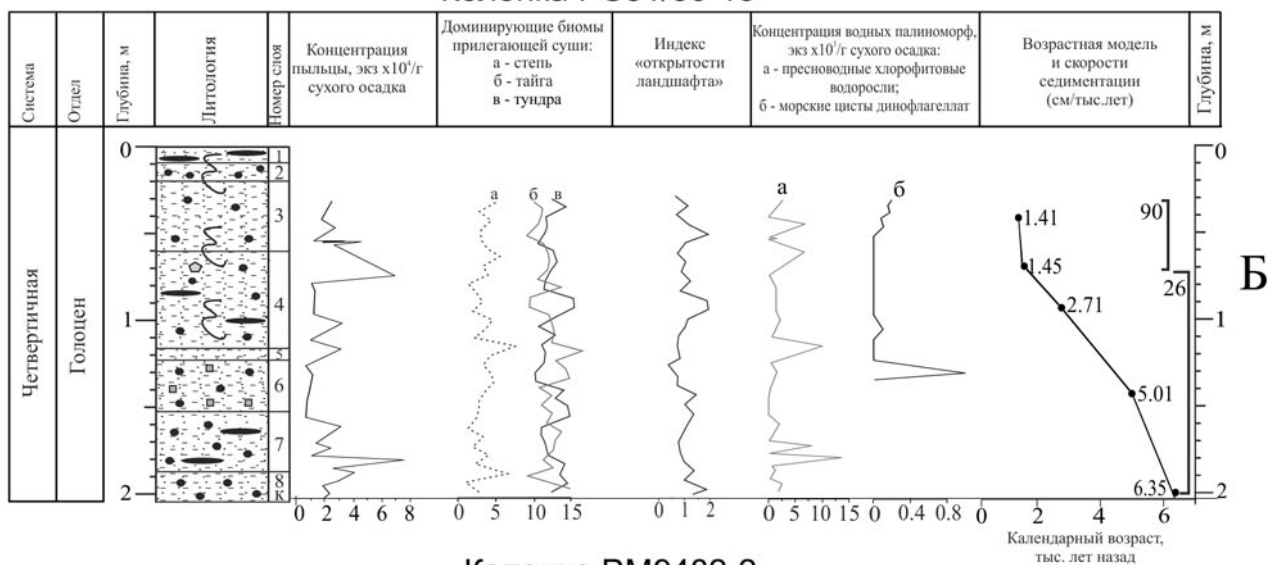 Система
Отдел
Глубина, м
Литология
Номер слоя
Концентрация
пыльцы, экз x10⁴/г
сухого осадка
Доминирующие биомы
прилегающей суши:
а - степь
б - тайга
в - тундра
Индекс
«открытости
ландшафта»
Концентрация водных палиноморф,
экз x10³/г сухого осадка:
а - пресноводные хлорофитовые
водоросли;
б - морские цисты динофлагеллат
Возрастная модель
и скорости
седиментации
(см/тыс.лет)
Глубина, м
Четвертичная
Голоцен
0
1
2
1
2
3
4
5
6
7
8
К
0 2 4 6 8
а б в
0 5 10 15
0 1 2
а
0 5 10 15
б
0 0.4 0.8
1.41
1.45
2.71
5.01
6.35
90
26
0 2 4 6
Календарный возраст,
тыс. лет назад
0
1
2
Б